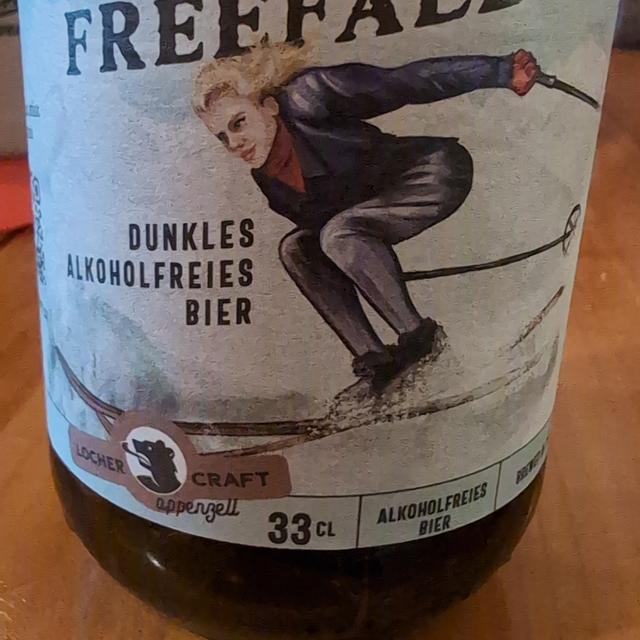 FREEFALL
DUNKLES
ALKOHOLFREIES
BIER
LOCHER CRAFT
appenzell
33 CL
ALKOHOLFREIES
BIER